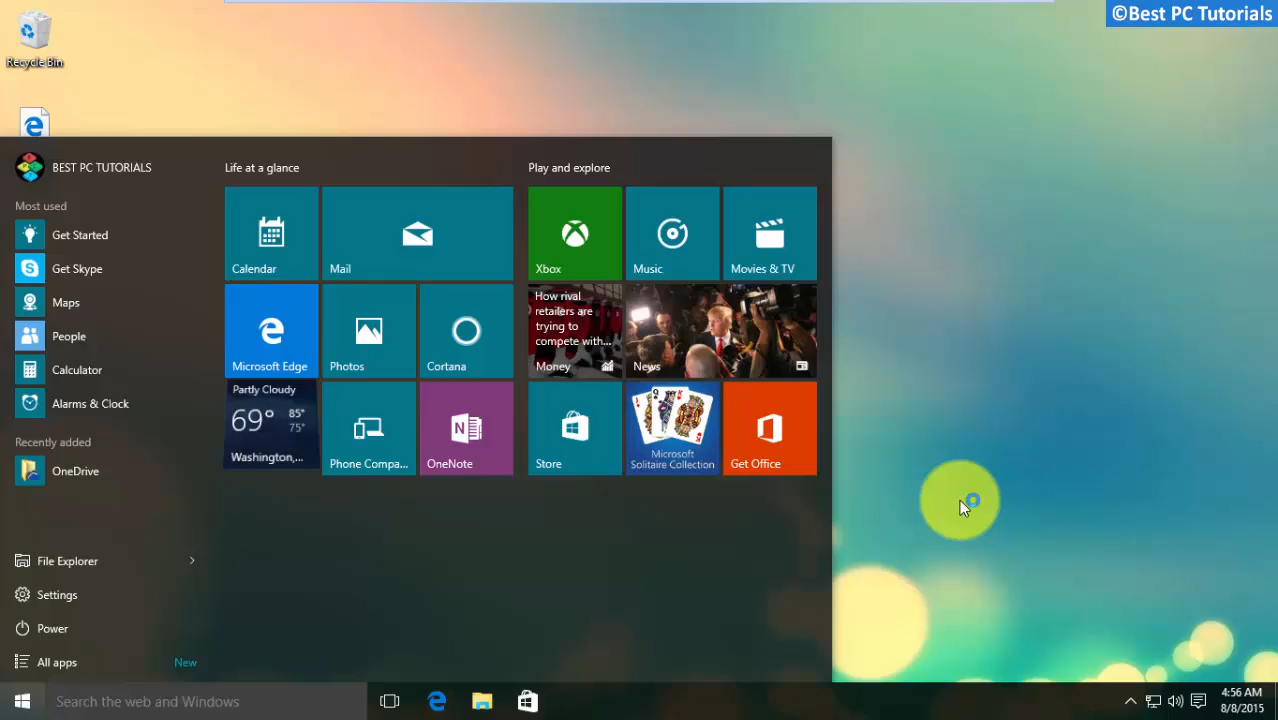 ©Best PC Tutorials
Recycle Bin
BEST PC TUTORIALS
Most used
Get Started
Get Skype
Maps
People
Calculator
Alarms & Clock
Recently added
OneDrive
File Explorer
Settings
Power
All apps New
Life at a glance
Calendar
Mail
Microsoft Edge
Photos
Cortana
Partly Cloudy
69° 85°
75°
Washington,...
Phone Compa...
OneNote
Play and explore
Xbox
Music
Movies & TV
How rival
retailers are
trying to
compete with...
Money
News
Store
Microsoft
Solitaire Collection
Get Office
Search the web and Windows
4:56 AM
8/8/2015